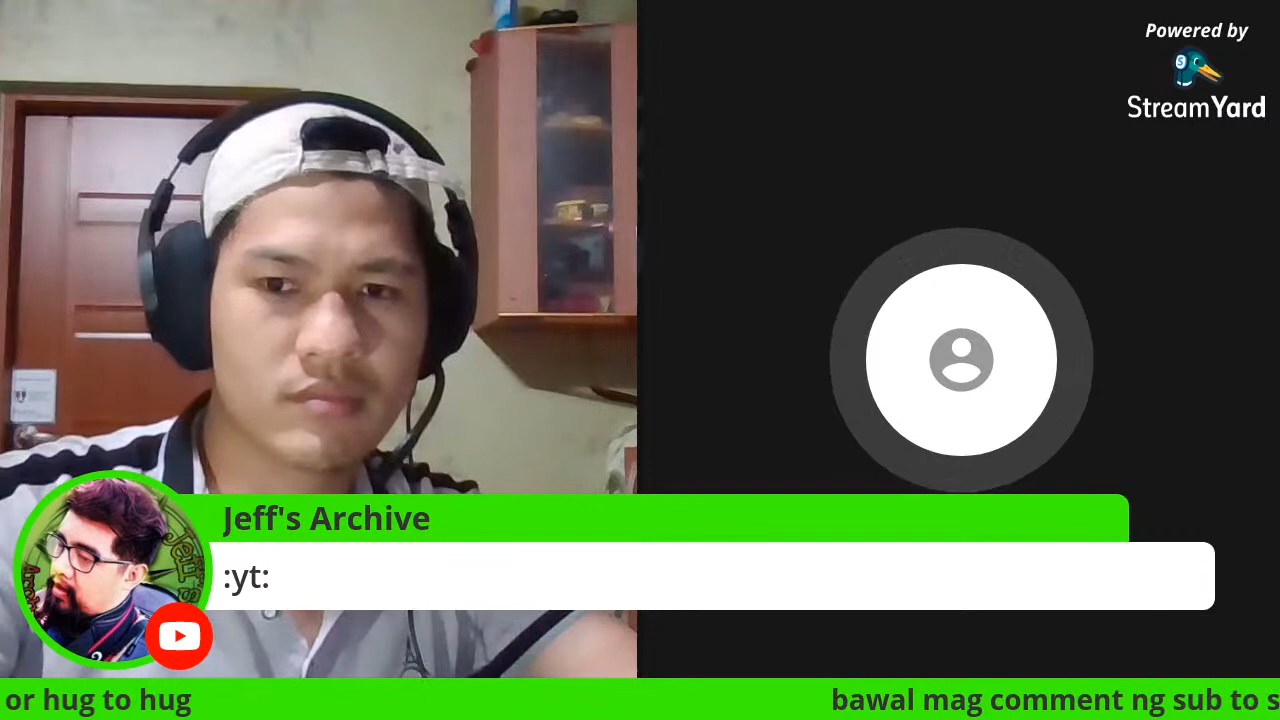 Powered by
StreamYard
Jeff's Archive
:yt:
or hug to hug
bawal mag comment ng sub to s